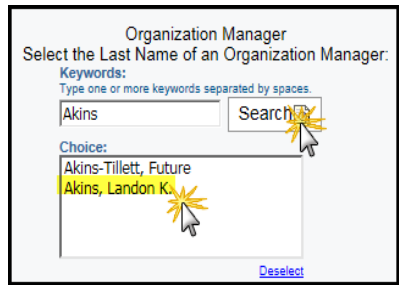 Organization Manager
Select the Last Name of an Organization Manager:
Keywords:
Type one or more keywords separated by spaces.
Akins
Search
Choice:
Akins-Tillett, Future
Akins, Landon K.
Deselect